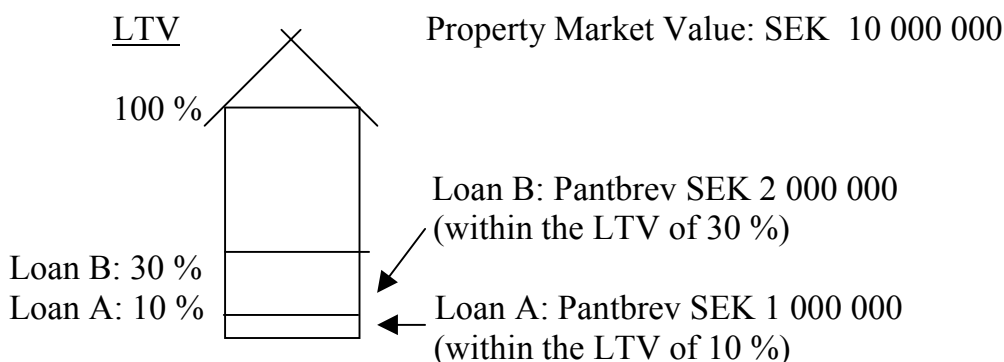 LTV
Property Market Value: SEK 10 000 000
100 %
Loan B: Pantbrev SEK 2 000 000
(within the LTV of 30 %)
Loan B: 30 %
Loan A: 10 %
Loan A: Pantbrev SEK 1 000 000
(within the LTV of 10 %)